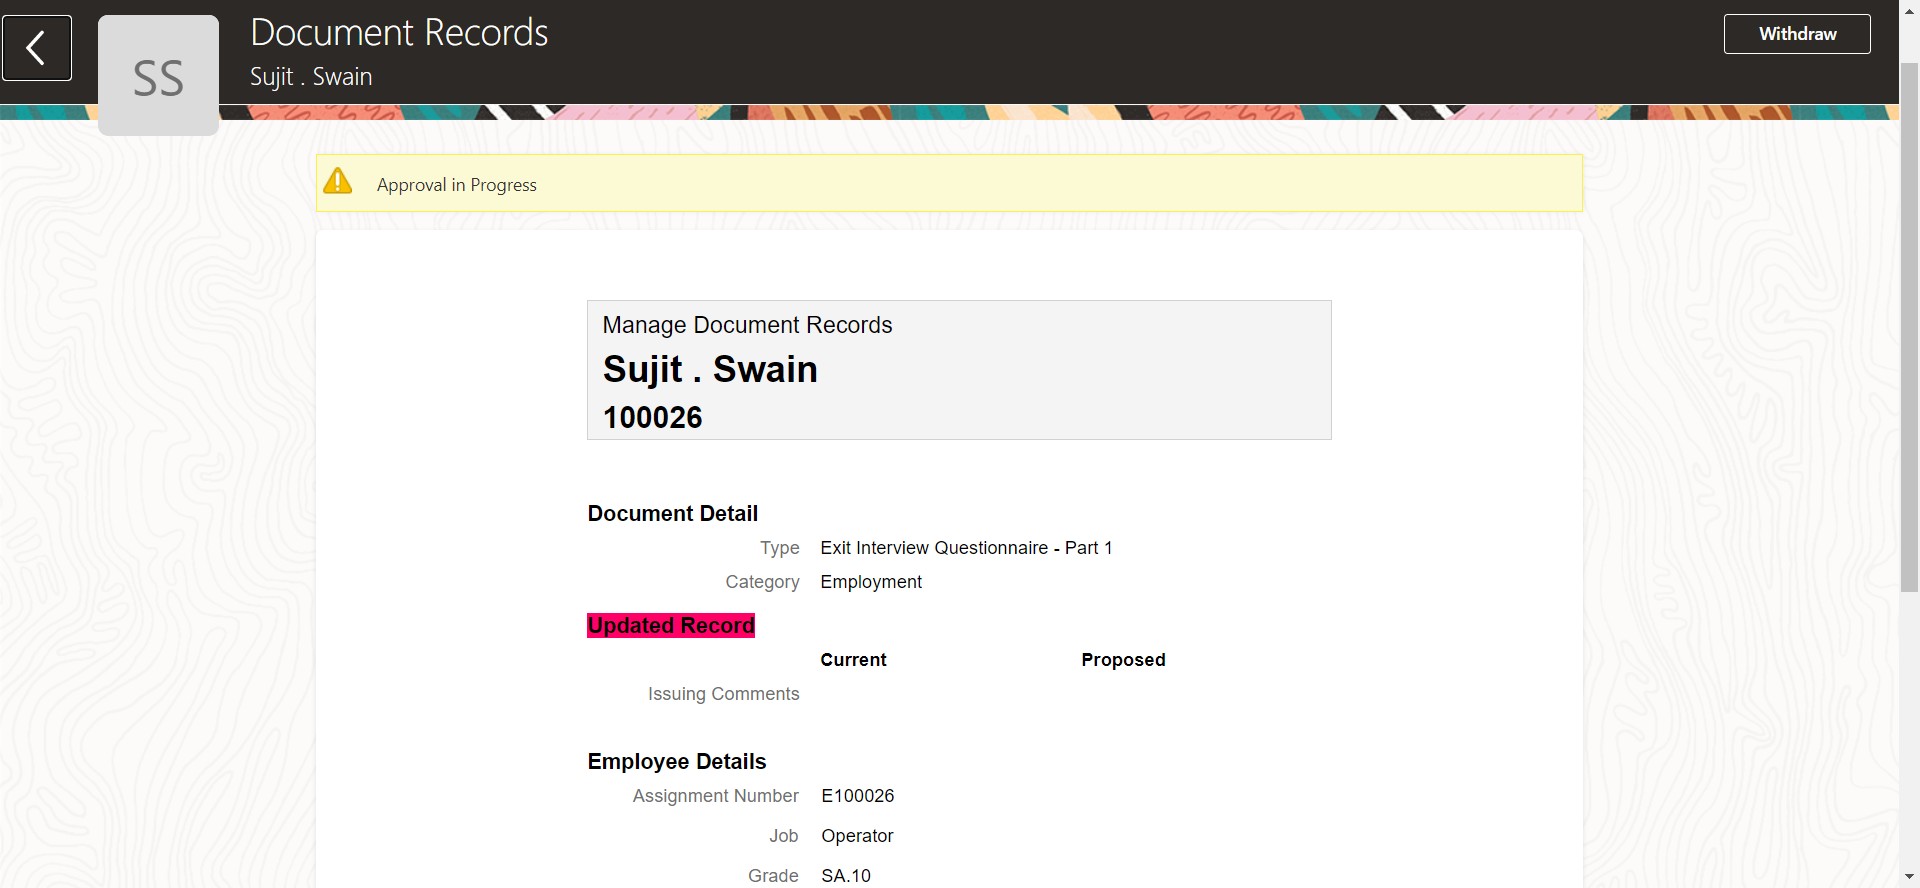 Document Records
Withdraw
SS
Sujit . Swain
Approval in Progress
Manage Document Records
Sujit . Swain
100026
Document Detail
Type Exit Interview Questionnaire - Part 1
Category Employment
Updated Record
Current Proposed
Issuing Comments
Employee Details
Assignment Number E100026
Job Operator
Grade SA.10